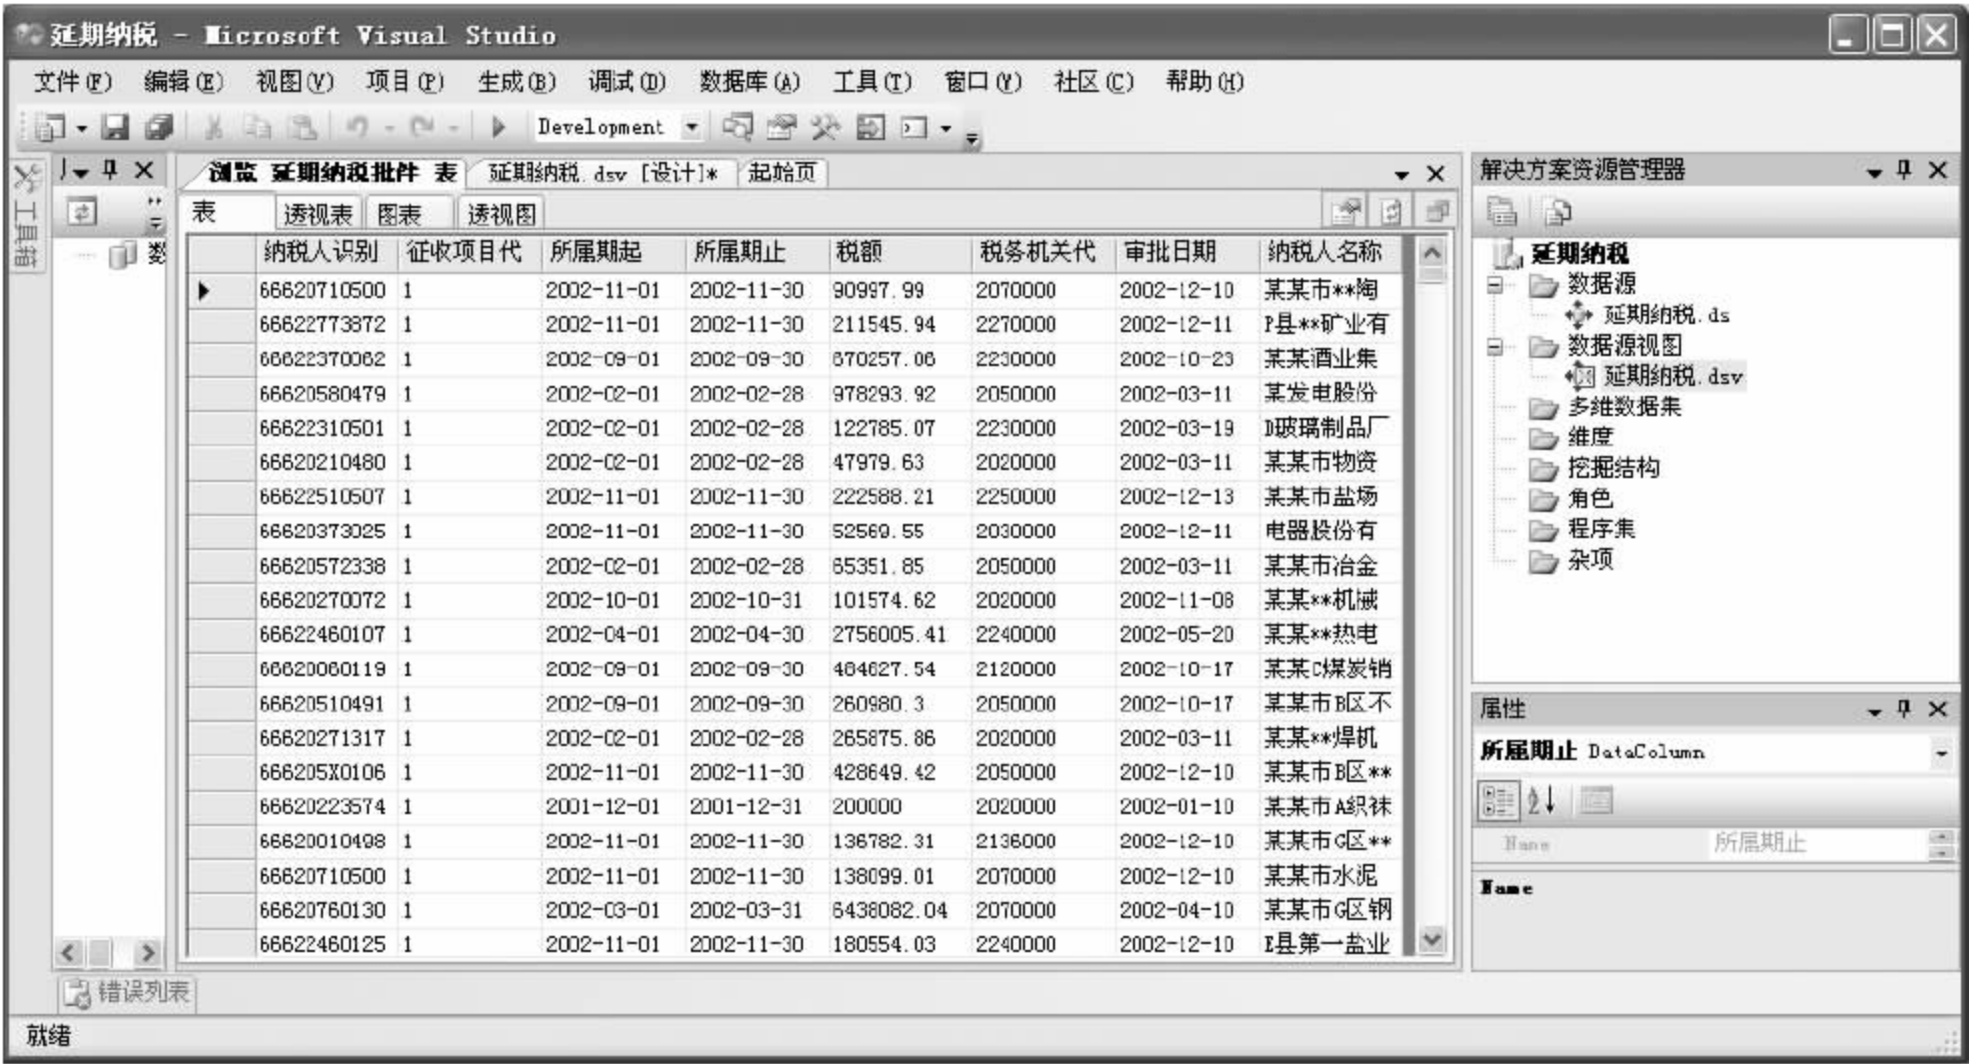 延期纳税 - Microsoft Visual Studio
文件(F) 编辑(E) 视图(V) 项目(P) 生成(B) 调试(D) 数据库(A) 工具(T) 窗口(W) 社区(C) 帮助(H)
Development
浏览 延期纳税批件 表 延期纳税.dsv [设计]* 起始页
表 透视表 图表 透视图
工具箱
数
纳税人识别 征收项目代 所属期起 所属期止 税额 税务机关代 审批日期 纳税人名称
66620710500 1 2002-11-01 2002-11-30 90997.99 2070000 2002-12-10 某某市**陶
66622773872 1 2002-11-01 2002-11-30 211545.94 2270000 2002-12-11 P县**矿业有
66622370062 1 2002-09-01 2002-09-30 670257.06 2230000 2002-10-23 某某酒业集
66620580479 1 2002-02-01 2002-02-28 978293.92 2050000 2002-03-11 某发电股份
66622310501 1 2002-02-01 2002-02-28 122785.07 2230000 2002-03-19 D玻璃制品厂
66620210480 1 2002-02-01 2002-02-28 47979.63 2020000 2002-03-11 某某市物资
66622510507 1 2002-11-01 2002-11-30 222588.21 2250000 2002-12-13 某某市盐场
66620373025 1 2002-11-01 2002-11-30 52569.55 2030000 2002-12-11 电器股份有
66620572338 1 2002-02-01 2002-02-28 65351.85 2050000 2002-03-11 某某市冶金
66620270072 1 2002-10-01 2002-10-31 101574.62 2020000 2002-11-08 某某**机械
66622460107 1 2002-04-01 2002-04-30 2756005.41 2240000 2002-05-20 某某**热电
66620060119 1 2002-09-01 2002-09-30 464627.54 2120000 2002-10-17 某某C煤炭销
66620510491 1 2002-09-01 2002-09-30 260980.3 2050000 2002-10-17 某某市B区不
66620271317 1 2002-02-01 2002-02-28 265875.86 2020000 2002-03-11 某某**焊机
666205X0106 1 2002-11-01 2002-11-30 428649.42 2050000 2002-12-10 某某市B区**
66620223574 1 2001-12-01 2001-12-31 200000 2020000 2002-01-10 某某市A织袜
66620010498 1 2002-11-01 2002-11-30 136782.31 2136000 2002-12-10 某某市G区**
66620710500 1 2002-11-01 2002-11-30 138099.01 2070000 2002-12-10 某某市水泥
66620760130 1 2002-03-01 2002-03-31 6438082.04 2070000 2002-04-10 某某市G区钢
66622460125 1 2002-11-01 2002-11-30 180554.03 2240000 2002-12-10 E县第一盐业
解决方案资源管理器
延期纳税
数据源
延期纳税.ds
数据源视图
延期纳税.dsv
多维数据集
维度
挖掘结构
角色
程序集
杂项
属性
所属期止 DataColumn
Name 所属期止
Name
错误列表
就绪